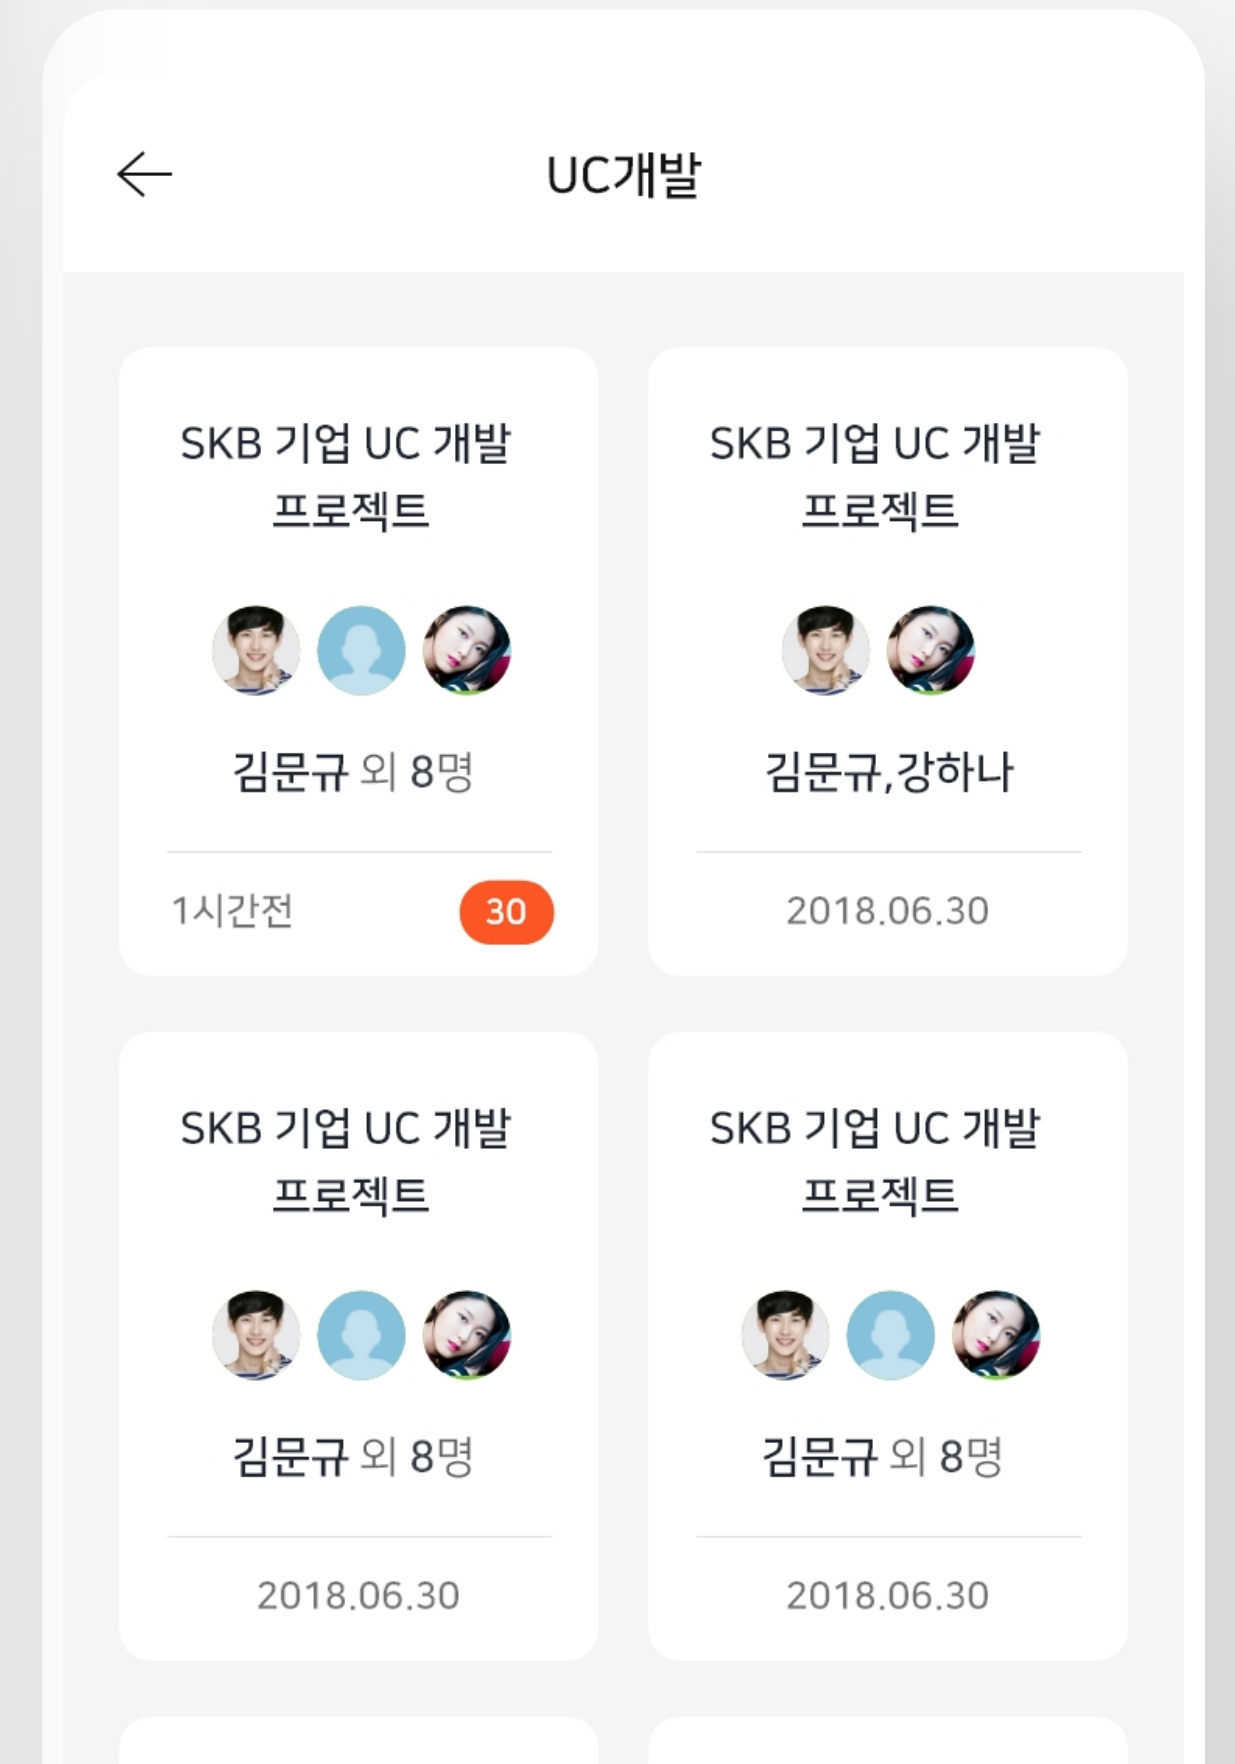 UC개발
SKB 기업 UC 개발
프로젝트
김문규 외 8명
1시간전
30
SKB 기업 UC 개발
프로젝트
김문규,강하나
2018.06.30
SKB 기업 UC 개발
프로젝트
김문규 외 8명
2018.06.30
SKB 기업 UC 개발
프로젝트
김문규 외 8명
2018.06.30